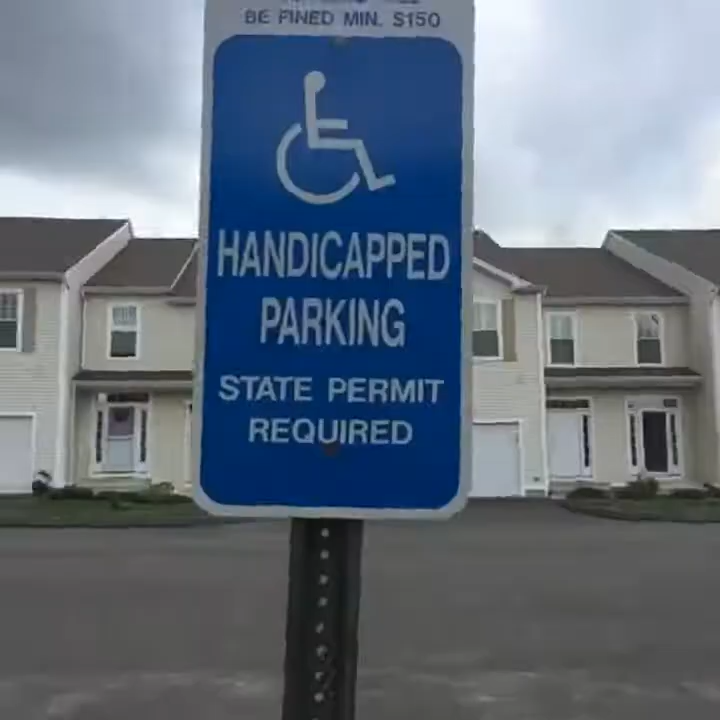 BE FINED MIN. $150
HANDICAPPED
PARKING
STATE PERMIT
REQUIRED